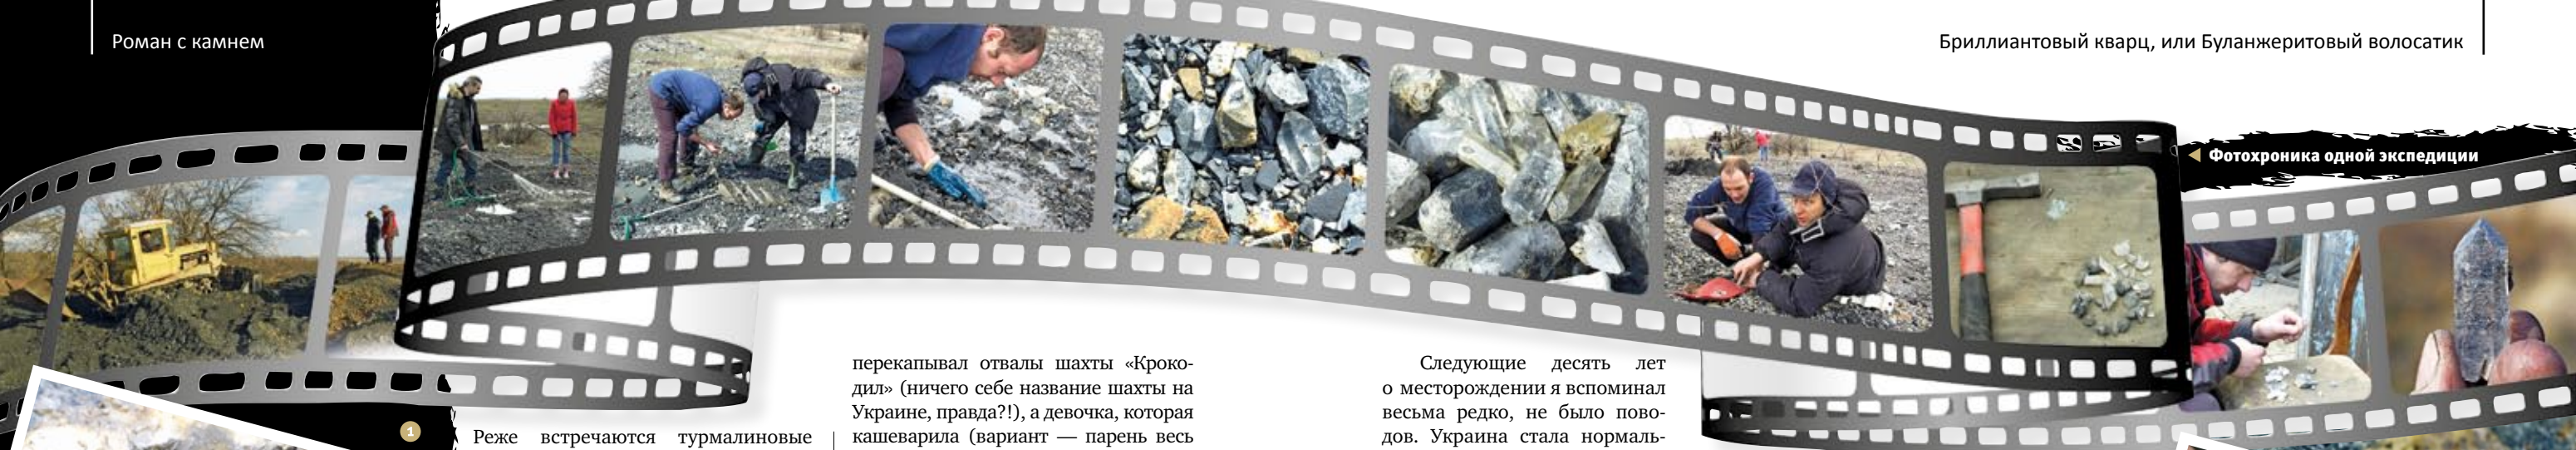 Роман с камнем
Бриллиантовый кварц, или Буланжеритовый волосатик
Фотохроника одной экспедиции
1
Реже встречаются турмалиновые
перекапывал отвалы шахты «Кроко-
дил» (ничего себе название шахты на
Украине, правда?!), а девочка, которая
кашеварила (вариант — парень весь
Следующие десять лет
о месторождении я вспоминал
весьма редко, не было пово-
дов. Украина стала нормаль-